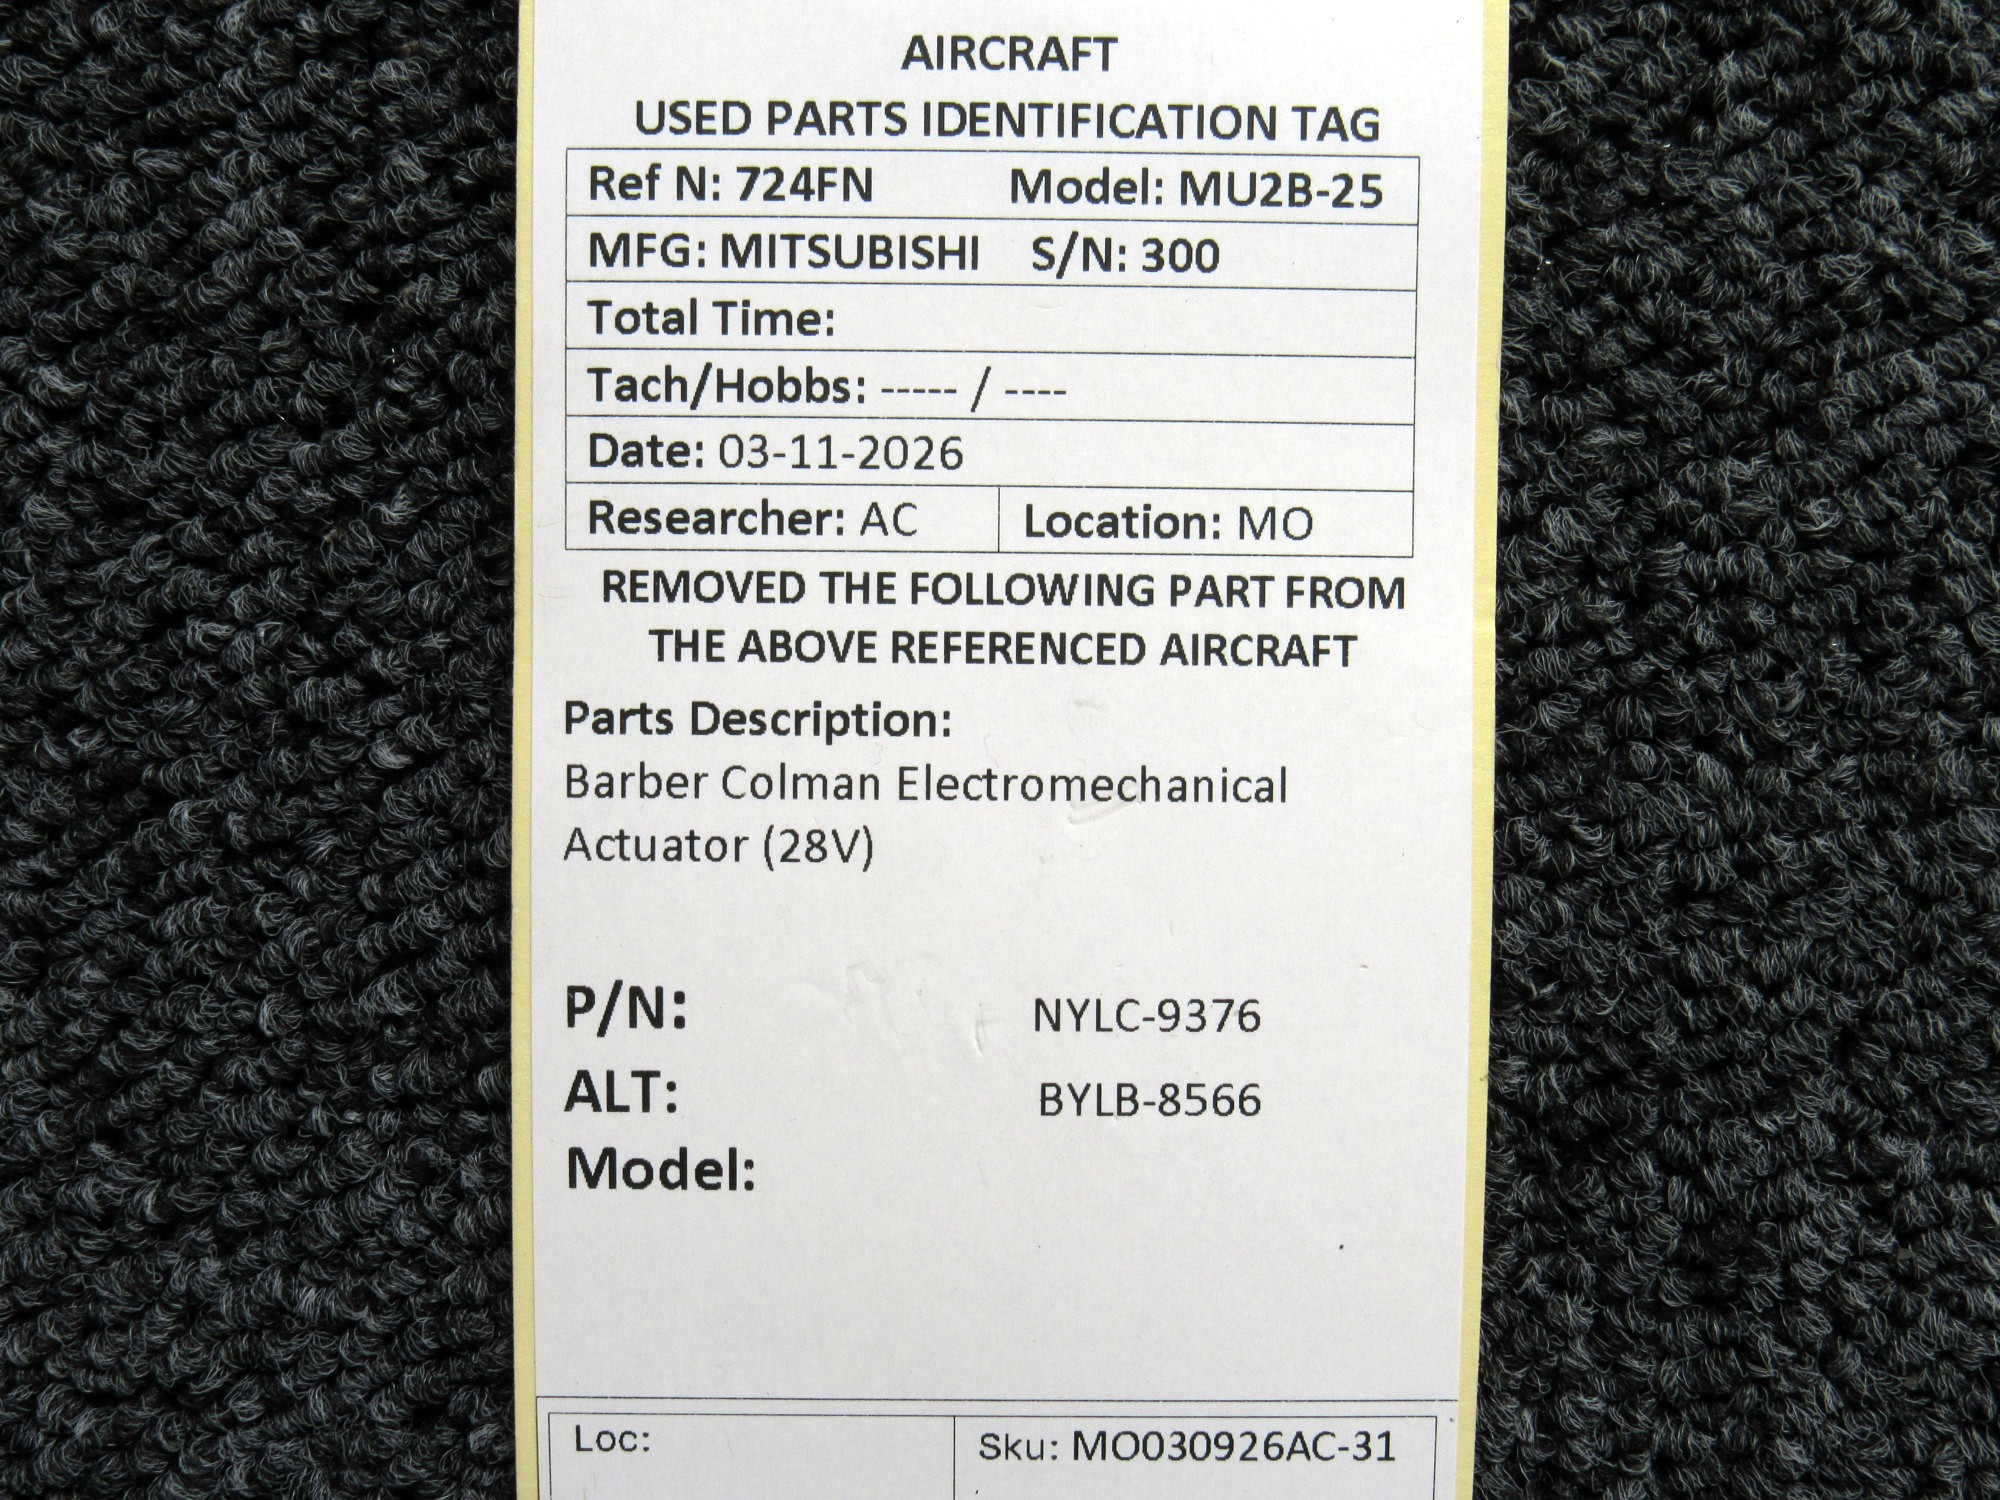 AIRCRAFT
USED PARTS IDENTIFICATION TAG
Ref N: 724FN Model: MU2B-25
MFG: MITSUBISHI S/N: 300
Total Time:
Tach/Hobbs: ----- / ----
Date: 03-11-2026
Researcher: AC Location: MO
REMOVED THE FOLLOWING PART FROM
THE ABOVE REFERENCED AIRCRAFT
Parts Description:
Barber Colman Electromechanical
Actuator (28V)
P/N: NYLC-9376
ALT: BYLB-8566
Model:
Loc: Sku: MO030926AC-31